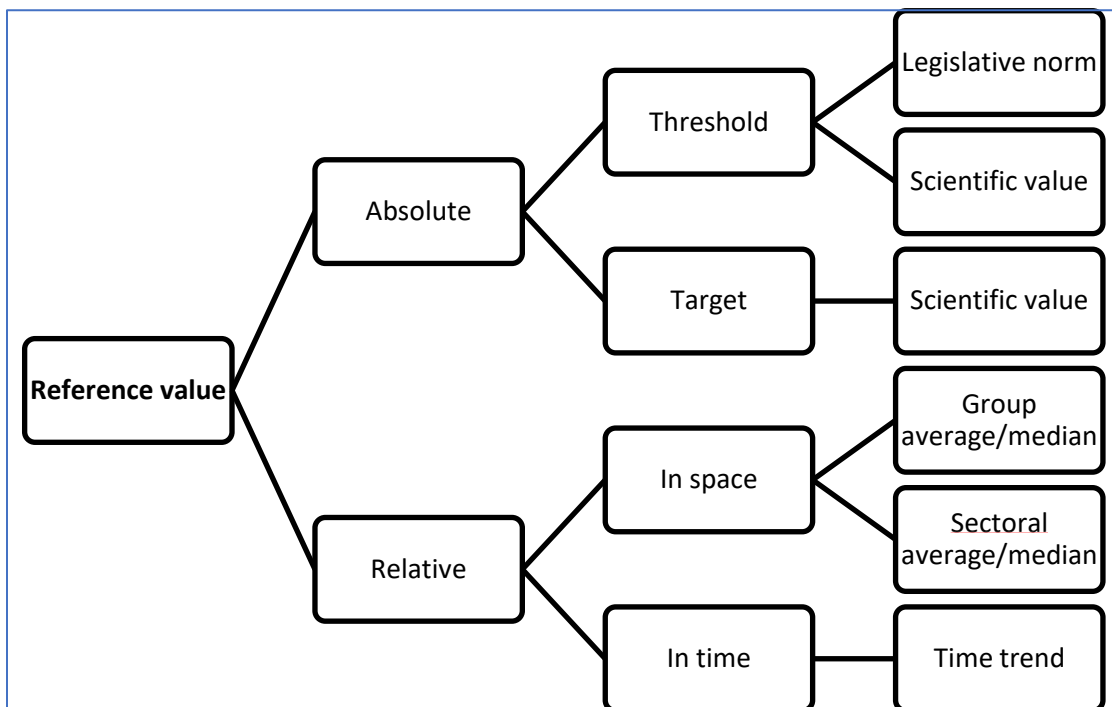 Reference value
Absolute
Relative
Threshold
Target
In space
In time
Legislative norm
Scientific value
Scientific value
Group
average/median
Sectoral
average/median
Time trend